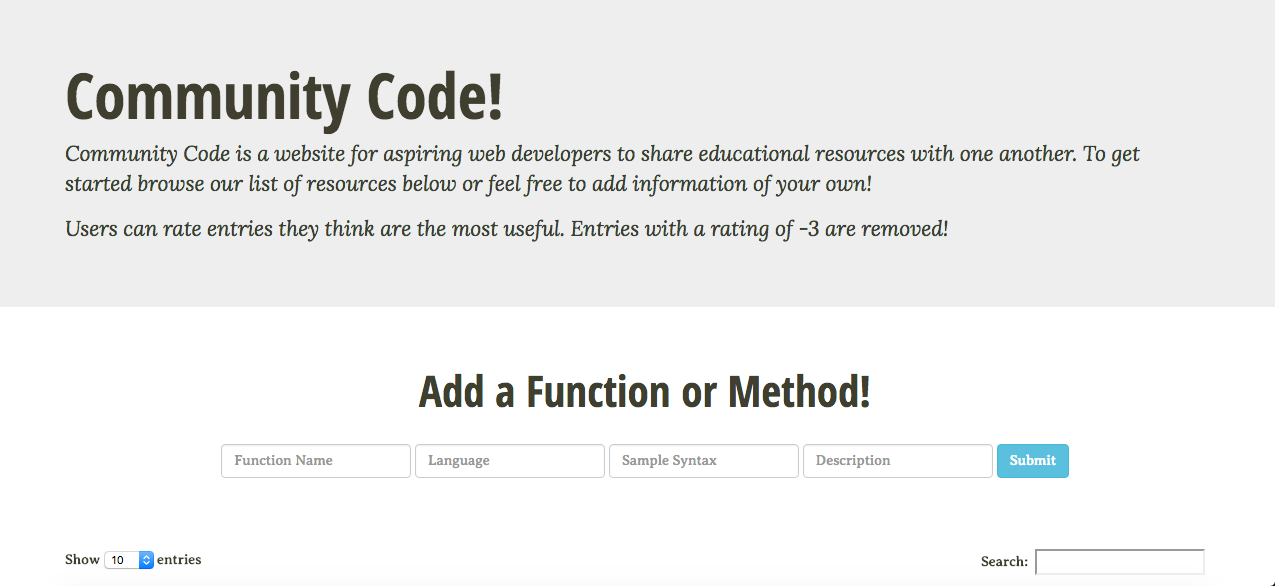 Community Code!
Community Code is a website for aspiring web developers to share educational resources with one another. To get
started browse our list of resources below or feel free to add information of your own!
Users can rate entries they think are the most useful. Entries with a rating of -3 are removed!
Add a Function or Method!
Function Name Language Sample Syntax Description Submit
Show 10 entries Search: